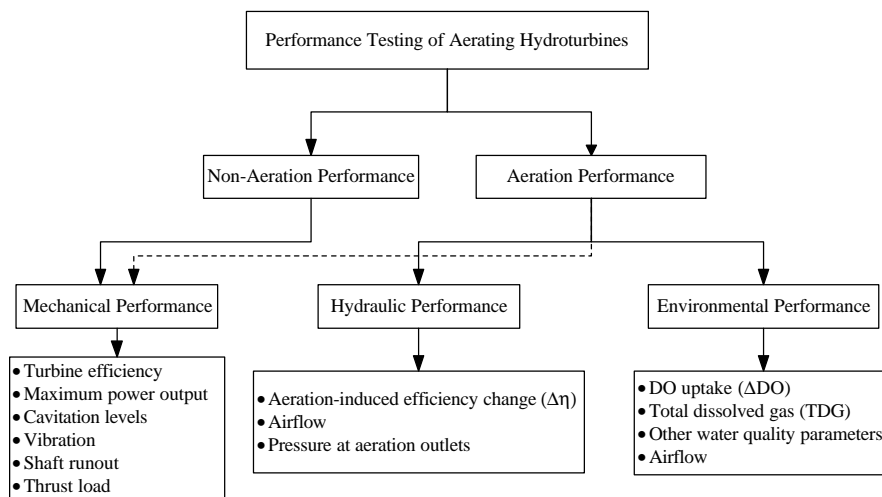 Performance Testing of Aerating Hydroturbines
Non-Aeration Performance
Aeration Performance
Mechanical Performance
Hydraulic Performance
Environmental Performance
• Turbine efficiency
• Maximum power output
• Cavitation levels
• Vibration
• Shaft runout
• Thrust load
• Aeration-induced efficiency change (Δη)
• Airflow
• Pressure at aeration outlets
• DO uptake (ΔDO)
• Total dissolved gas (TDG)
• Other water quality parameters
• Airflow